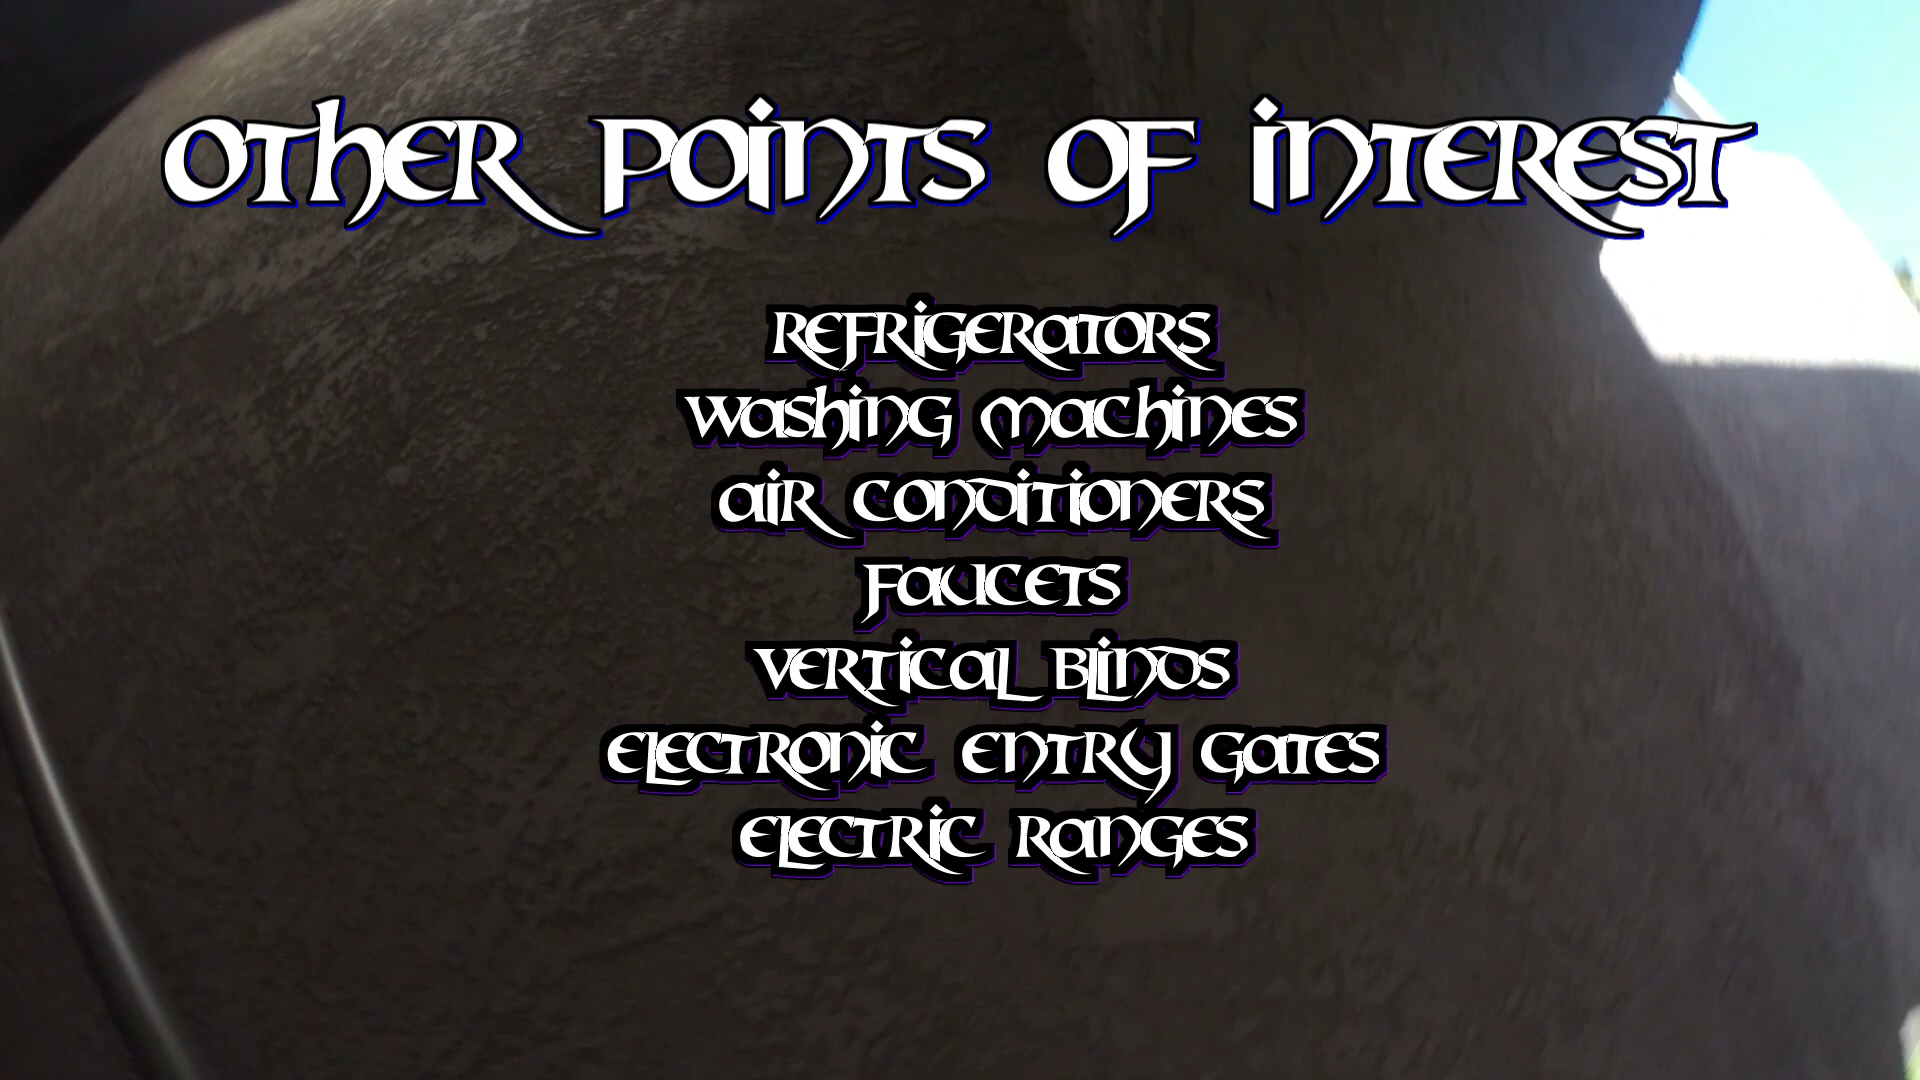 OTHER POINTS OF INTEREST
REFRIGERATORS
WASHING MACHINES
AIR CONDITIONERS
FAUCETS
VERTICAL BLINDS
ELECTRONIC ENTRY GATES
ELECTRIC RANGES